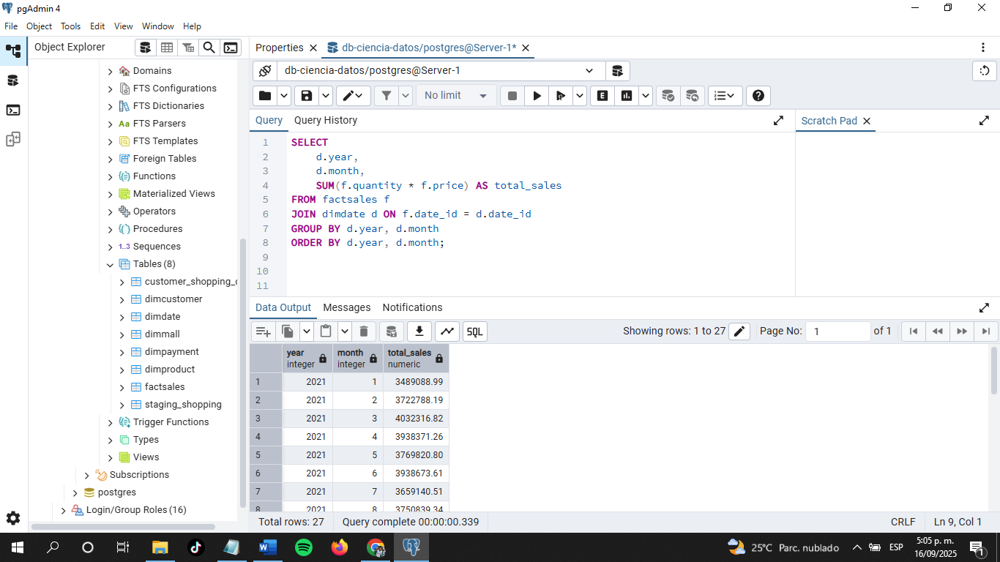 pgAdmin 4
File Object Tools Edit View Window Help
Object Explorer
Properties
db-ciencia-datos/postgres@Server-1*
db-ciencia-datos/postgres@Server-1
No limit
E
Domains
FTS Configurations
FTS Dictionaries
Aa FTS Parsers
FTS Templates
Foreign Tables
Functions
Materialized Views
Operators
Procedures
1..3 Sequences
Tables (8)
customer_shopping_
dimcustomer
dimdate
dimmall
dimpayment
dimproduct
factsales
staging_shopping
Trigger Functions
Types
Views
Subscriptions
postgres
Login/Group Roles (16)
Query Query History
Scratch Pad
1 SELECT
2 d.year,
3 d.month,
4 SUM(f.quantity * f.price) AS total_sales
5 FROM factsales f
6 JOIN dimdate d ON f.date_id = d.date_id
7 GROUP BY d.year, d.month
8 ORDER BY d.year, d.month;
9
10
11
Data Output Messages Notifications
SQL
Showing rows: 1 to 27
Page No: 1 of 1
year month total_sales
integer integer numeric
1 2021 1 3489088.99
2 2021 2 3722788.19
3 2021 3 4032316.82
4 2021 4 3938371.26
5 2021 5 3769820.80
6 2021 6 3938673.61
7 2021 7 3659140.51
8 2021 8 3750839.34
Total rows: 27 Query complete 00:00:00.339 CRLF Ln 9, Col 1
25°C Parc. nublado ESP
5:05 p. m.
16/09/2025
1